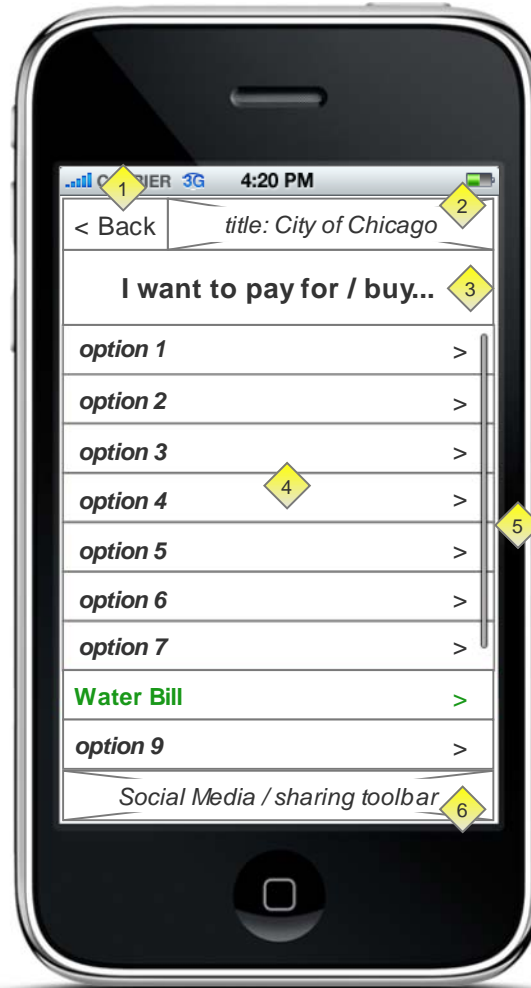 3G 4:20 PM
1
2
< Back title: City of Chicago
I want to pay for / buy... 3
option 1 >
option 2 >
option 3 >
4
option 4 >
5
option 5 >
option 6 >
option 7 >
Water Bill >
option 9 >
Social Media / sharing toolbar 6